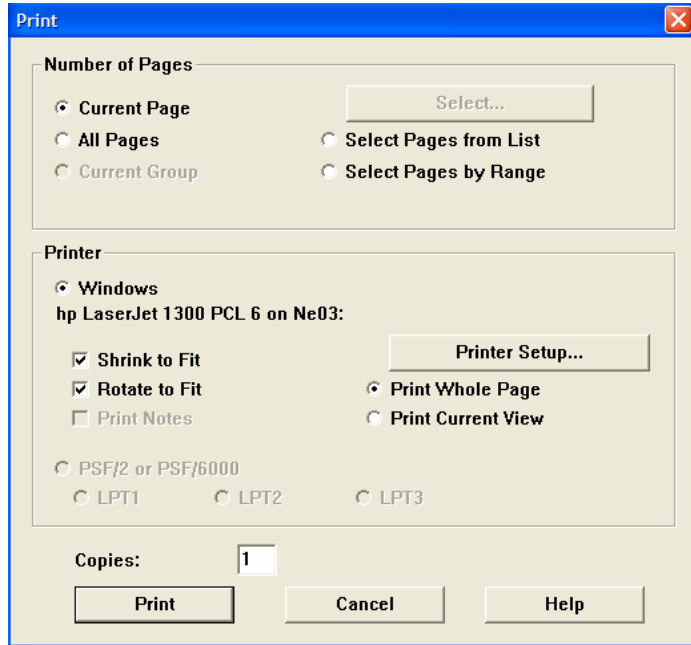 Print
Number of Pages
Current Page
Select...
All Pages
Select Pages from List
Current Group
Select Pages by Range
Printer
Windows
hp LaserJet 1300 PCL 6 on Ne03:
Shrink to Fit
Printer Setup...
Rotate to Fit
Print Whole Page
Print Notes
Print Current View
PSF/2 or PSF/6000
LPT1 LPT2 LPT3
Copies: 1
Print Cancel Help